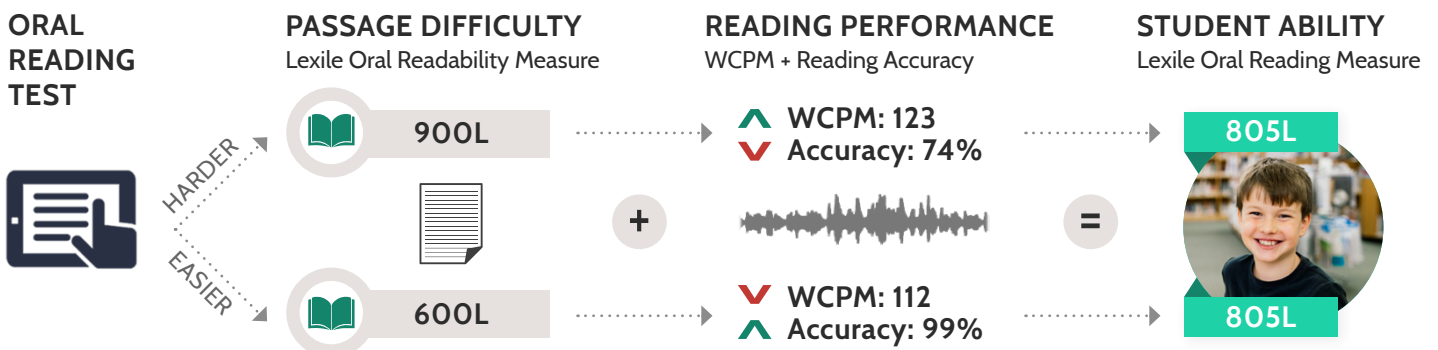 ORAL
READING
TEST
PASSAGE DIFFICULTY
Lexile Oral Readability Measure
READING PERFORMANCE
WCPM + Reading Accuracy
STUDENT ABILITY
Lexile Oral Reading Measure
HARDER
900L
WCPM: 123
Accuracy: 74%
805L
+
=
EASIER
600L
WCPM: 112
Accuracy: 99%
805L